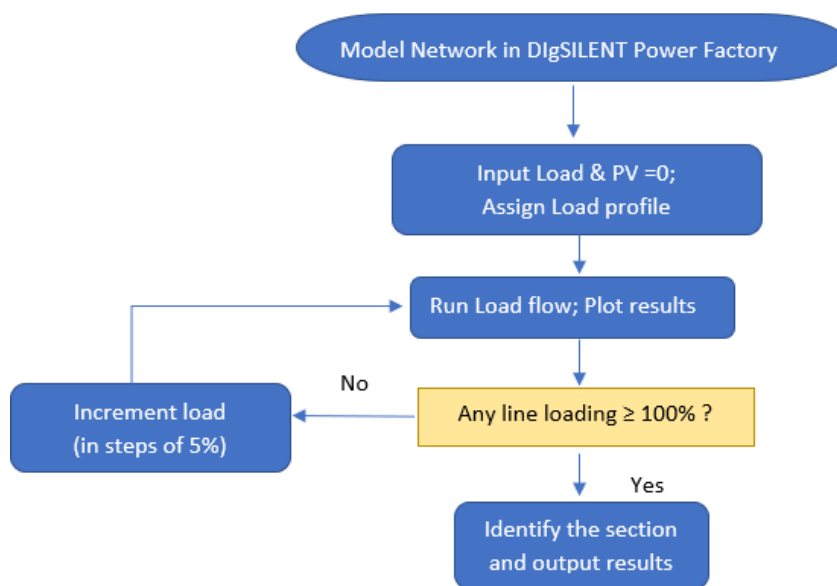 Model Network in DIgSILENT Power Factory
Input Load & PV =0;
Assign Load profile
Run Load flow; Plot results
No
Increment load
(in steps of 5%)
Any line loading ≥ 100% ?
Yes
Identify the section
and output results